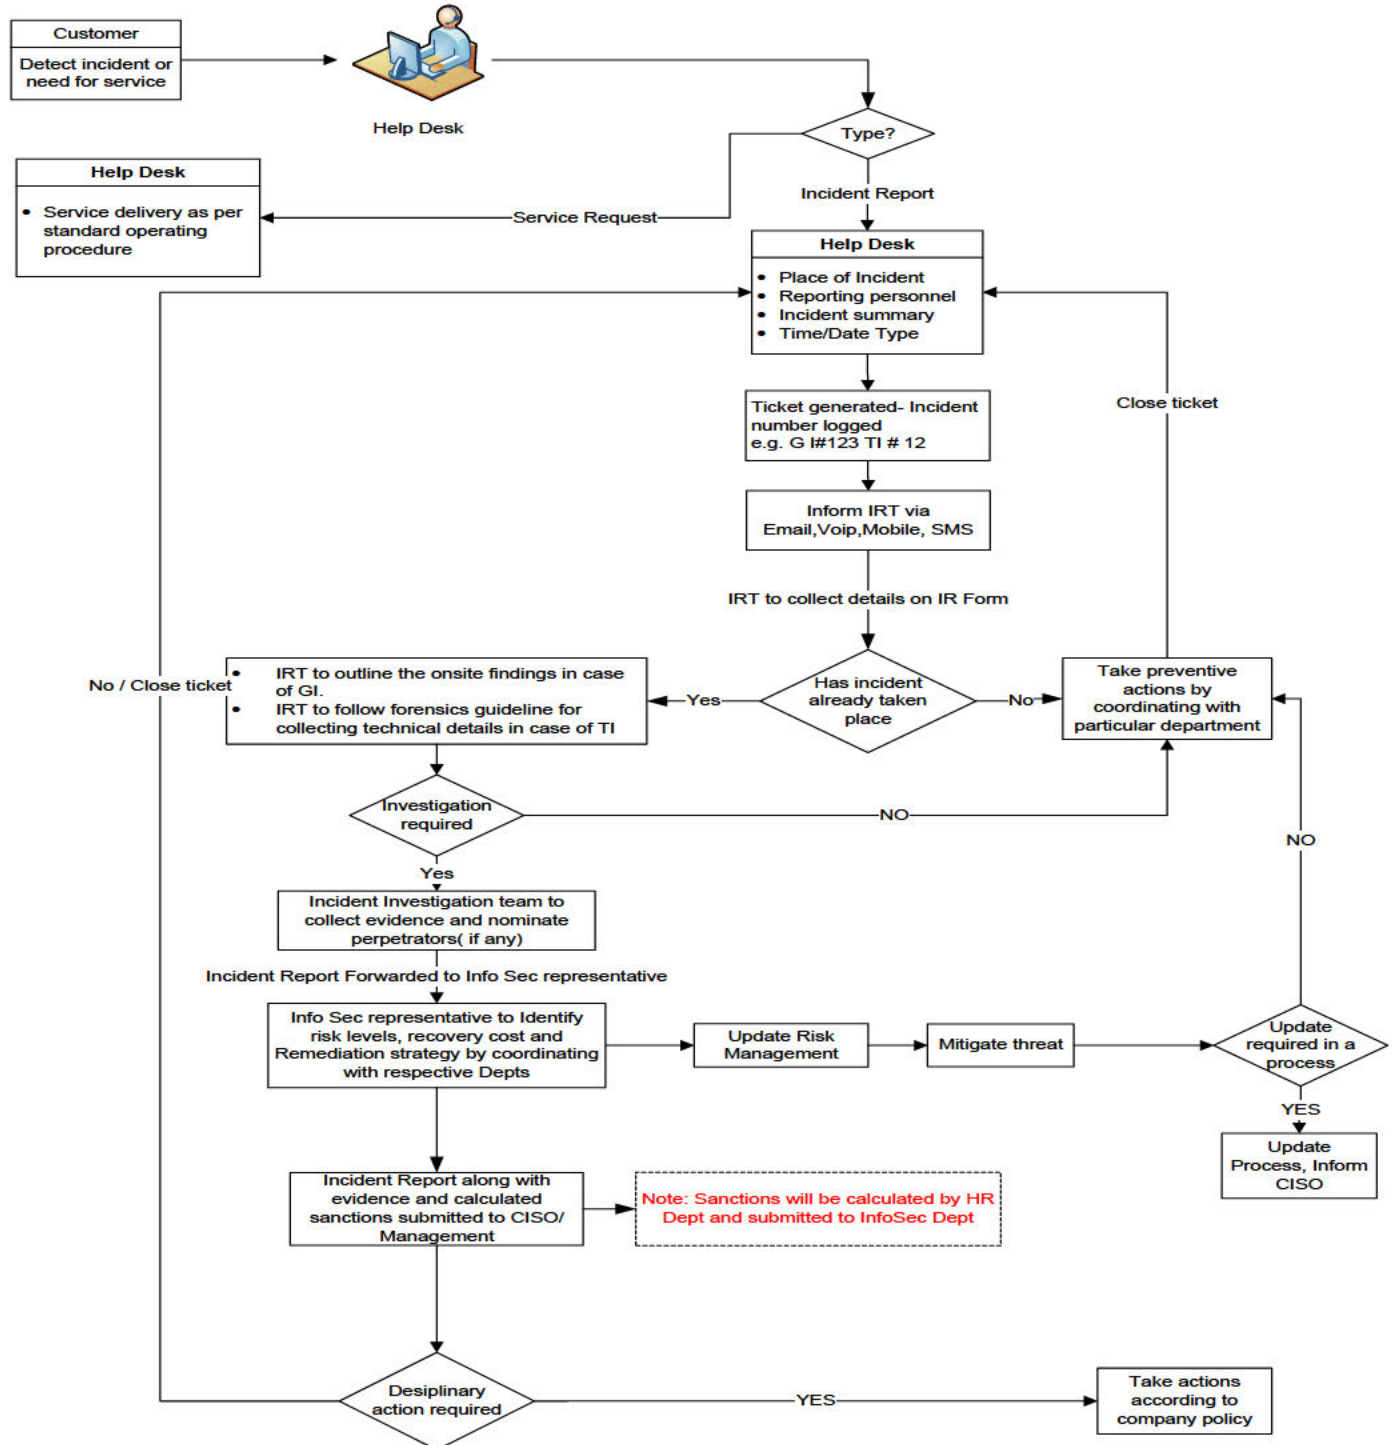 Customer
Detect incident or
need for service
Help Desk
Type?
Incident Report
Service Request
Help Desk
• Service delivery as per
standard operating
procedure
Help Desk
• Place of Incident
• Reporting personnel
• Incident summary
• Time/Date Type
Ticket generated- Incident
number logged
e.g. G I#123 TI # 12
Close ticket
Inform IRT via
Email,Voip,Mobile, SMS
IRT to collect details on IR Form
Has incident
already taken
place
Yes
No
Take preventive
actions by
coordinating with
particular department
• IRT to outline the onsite findings in case
of GI.
• IRT to follow forensics guideline for
collecting technical details in case of TI
No / Close ticket
Investigation
required
NO
Yes
Incident Investigation team to
collect evidence and nominate
perpetrators( if any)
Incident Report Forwarded to Info Sec representative
Info Sec representative to Identify
risk levels, recovery cost and
Remediation strategy by coordinating
with respective Depts
Update Risk
Management
Mitigate threat
Update
required in a
process
NO
YES
Update
Process, Inform
CISO
Incident Report along with
evidence and calculated
sanctions submitted to CISO/
Management
Note: Sanctions will be calculated by HR
Dept and submitted to InfoSec Dept
Desiplinary
action required
YES
Take actions
according to
company policy